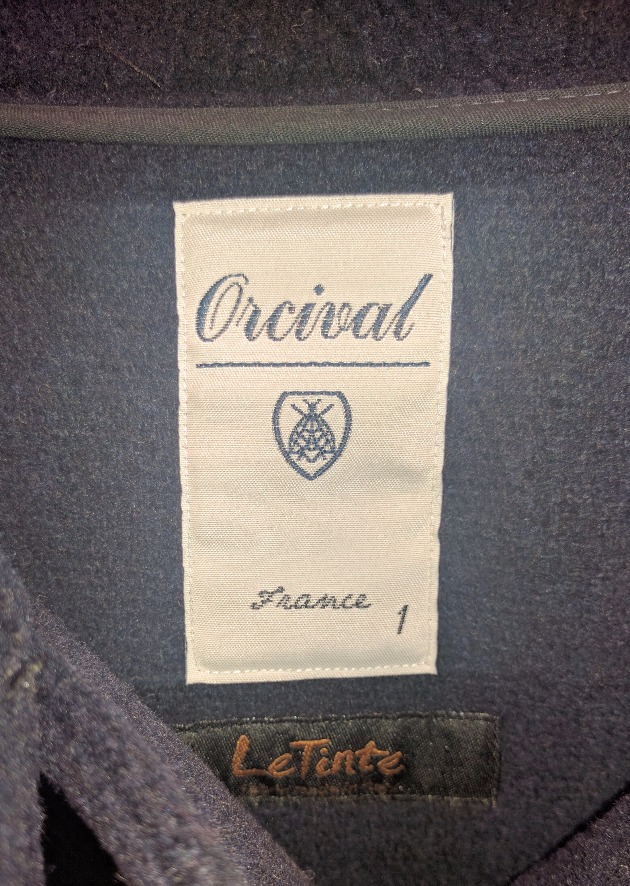 Orcival
France
1
LeTinte